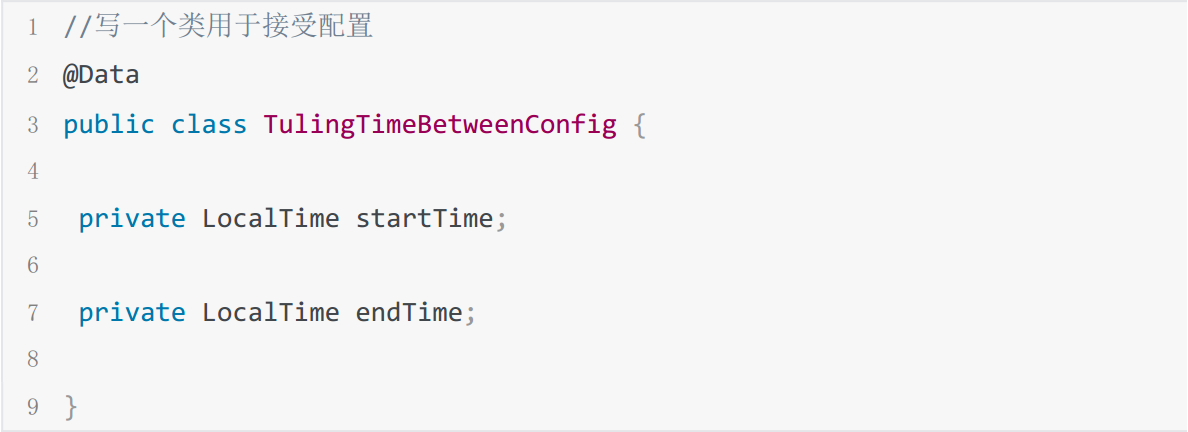 1 //写一个类用于接受配置
2 @Data
3 public class TulingTimeBetweenConfig {
4
5 private LocalTime startTime;
6
7 private LocalTime endTime;
8
9 }